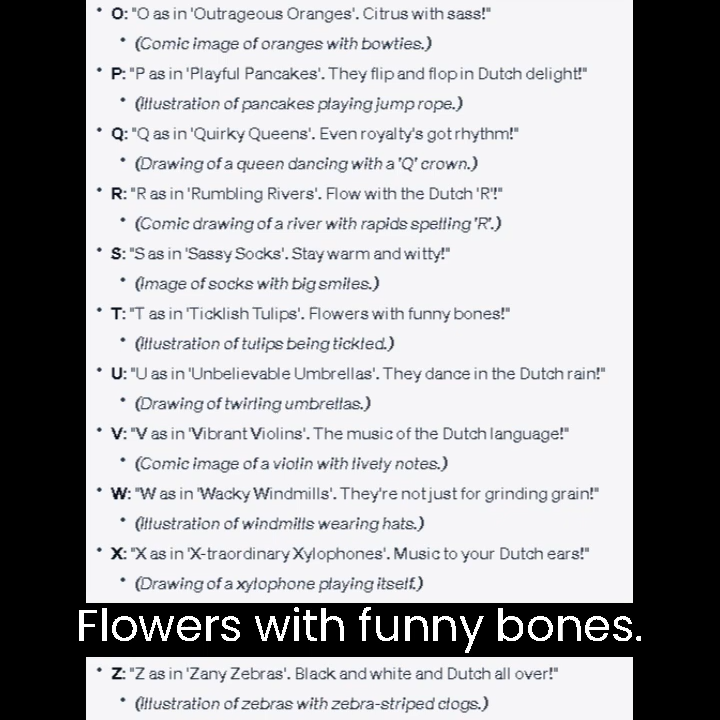 • O: "O as in 'Outrageous Oranges'. Citrus with sass!"
• (Comic image of oranges with bowties.)
• P: "P as in 'Playful Pancakes'. They flip and flop in Dutch delight!"
• (Illustration of pancakes playing jump rope.)
• Q: "Q as in 'Quirky Queens'. Even royalty's got rhythm!"
• (Drawing of a queen dancing with a 'Q' crown.)
• R: "R as in 'Rumbling Rivers'. Flow with the Dutch 'R'!"
• (Comic drawing of a river with rapids spelling 'R'.)
• S: "S as in 'Sassy Socks'. Stay warm and witty!"
• (Image of socks with big smiles.)
• T: "T as in 'Ticklish Tulips'. Flowers with funny bones!"
• (Illustration of tulips being tickled.)
• U: "U as in 'Unbelievable Umbrellas'. They dance in the Dutch rain!"
• (Drawing of twirling umbrellas.)
• V: "V as in 'Vibrant Violins'. The music of the Dutch language!"
• (Comic image of a violin with lively notes.)
• W: "W as in 'Wacky Windmills'. They're not just for grinding grain!"
• (Illustration of windmills wearing hats.)
• X: "X as in 'X-traordinary Xylophones'. Music to your Dutch ears!"
• (Drawing of a xylophone playing itself.)
Flowers with funny bones.
• Z: "Z as in 'Zany Zebras'. Black and white and Dutch all over!"
• (Illustration of zebras with zebra-striped clogs.)